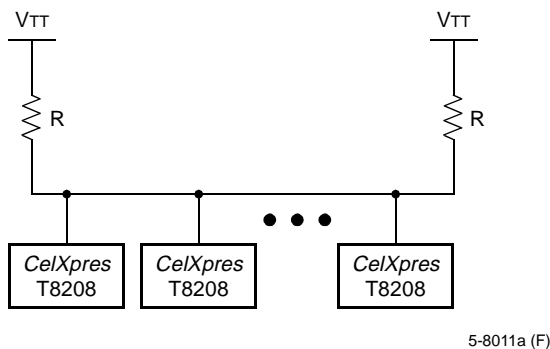 VTT VTT
R R
CelXpres CelXpres CelXpres
T8208 T8208 T8208
5-8011a (F)